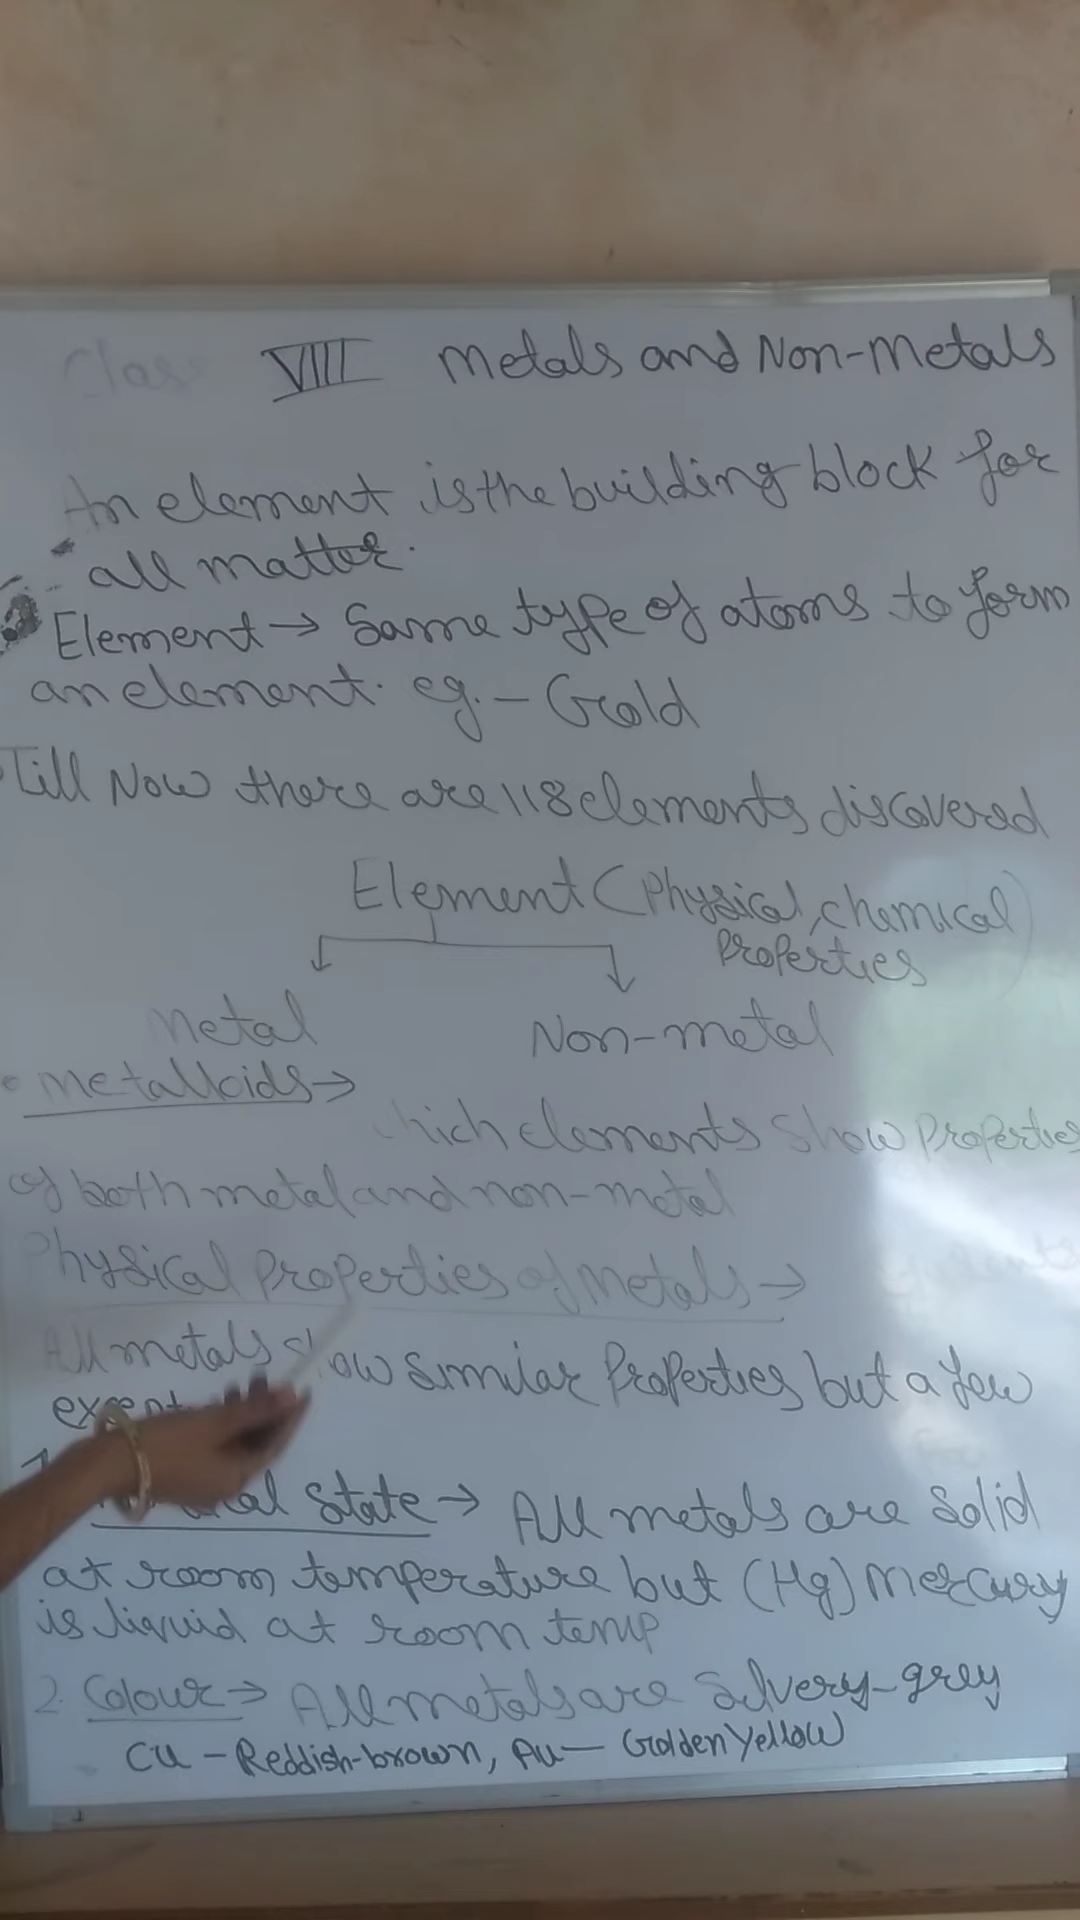 Class VIII Metals and Non-Metals
An element is the building block for
all matter.
Element → Same type of atoms to form
an element. eg. - Gold
Till Now there are 118 elements discovered
Element (Physical, chemical)
Properties
Metal Non-metal
Metalloids →
which elements show Properties
of both metal and non-metal
Physical Properties of Metals →
All metals show similar Properties but a few
State → All metals are Solid
at room temperature but (Hg) Mercury
is liquid at room temp
2. Colour → All metals are Silvery-grey
Cu - Reddish-brown, Au - Golden Yellow